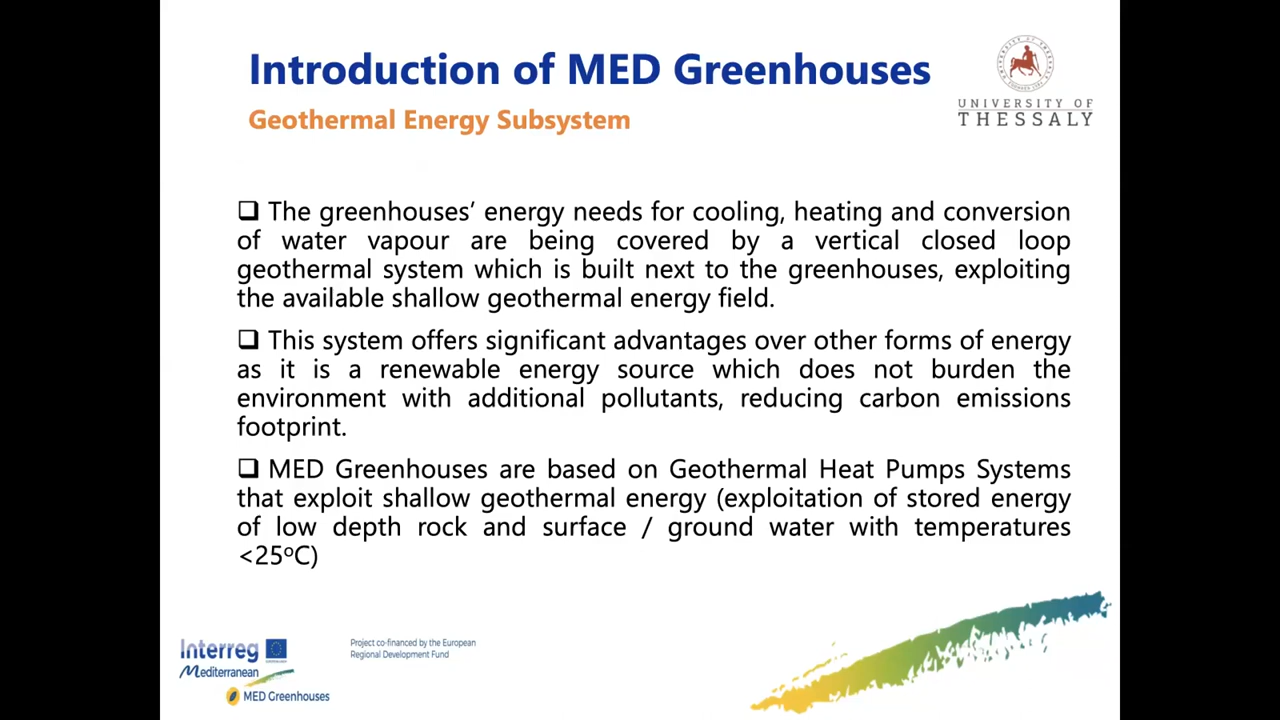 Introduction of MED Greenhouses
Geothermal Energy Subsystem
UNIVERSITY OF
THESSALY
❑ The greenhouses’ energy needs for cooling, heating and conversion
of water vapour are being covered by a vertical closed loop
geothermal system which is built next to the greenhouses, exploiting
the available shallow geothermal energy field.
❑ This system offers significant advantages over other forms of energy
as it is a renewable energy source which does not burden the
environment with additional pollutants, reducing carbon emissions
footprint.
❑ MED Greenhouses are based on Geothermal Heat Pumps Systems
that exploit shallow geothermal energy (exploitation of stored energy
of low depth rock and surface / ground water with temperatures
<25ºC)
Interreg
Mediterranean
MED Greenhouses
Project co-financed by the European
Regional Development Fund